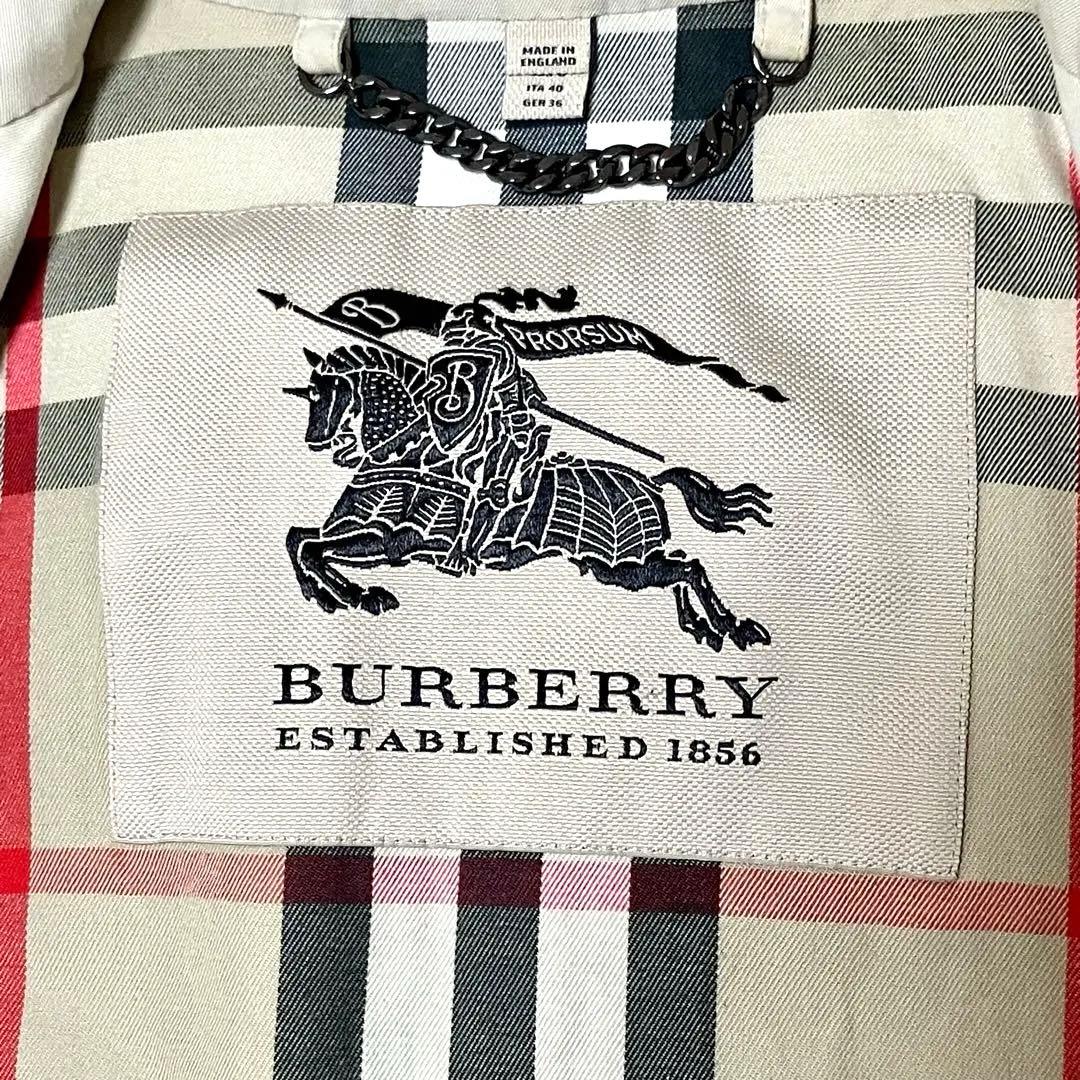 MADE IN
ENGLAND
ITA 40
GER 36
B PRORSUM
B
BURBERRY
ESTABLISHED 1856